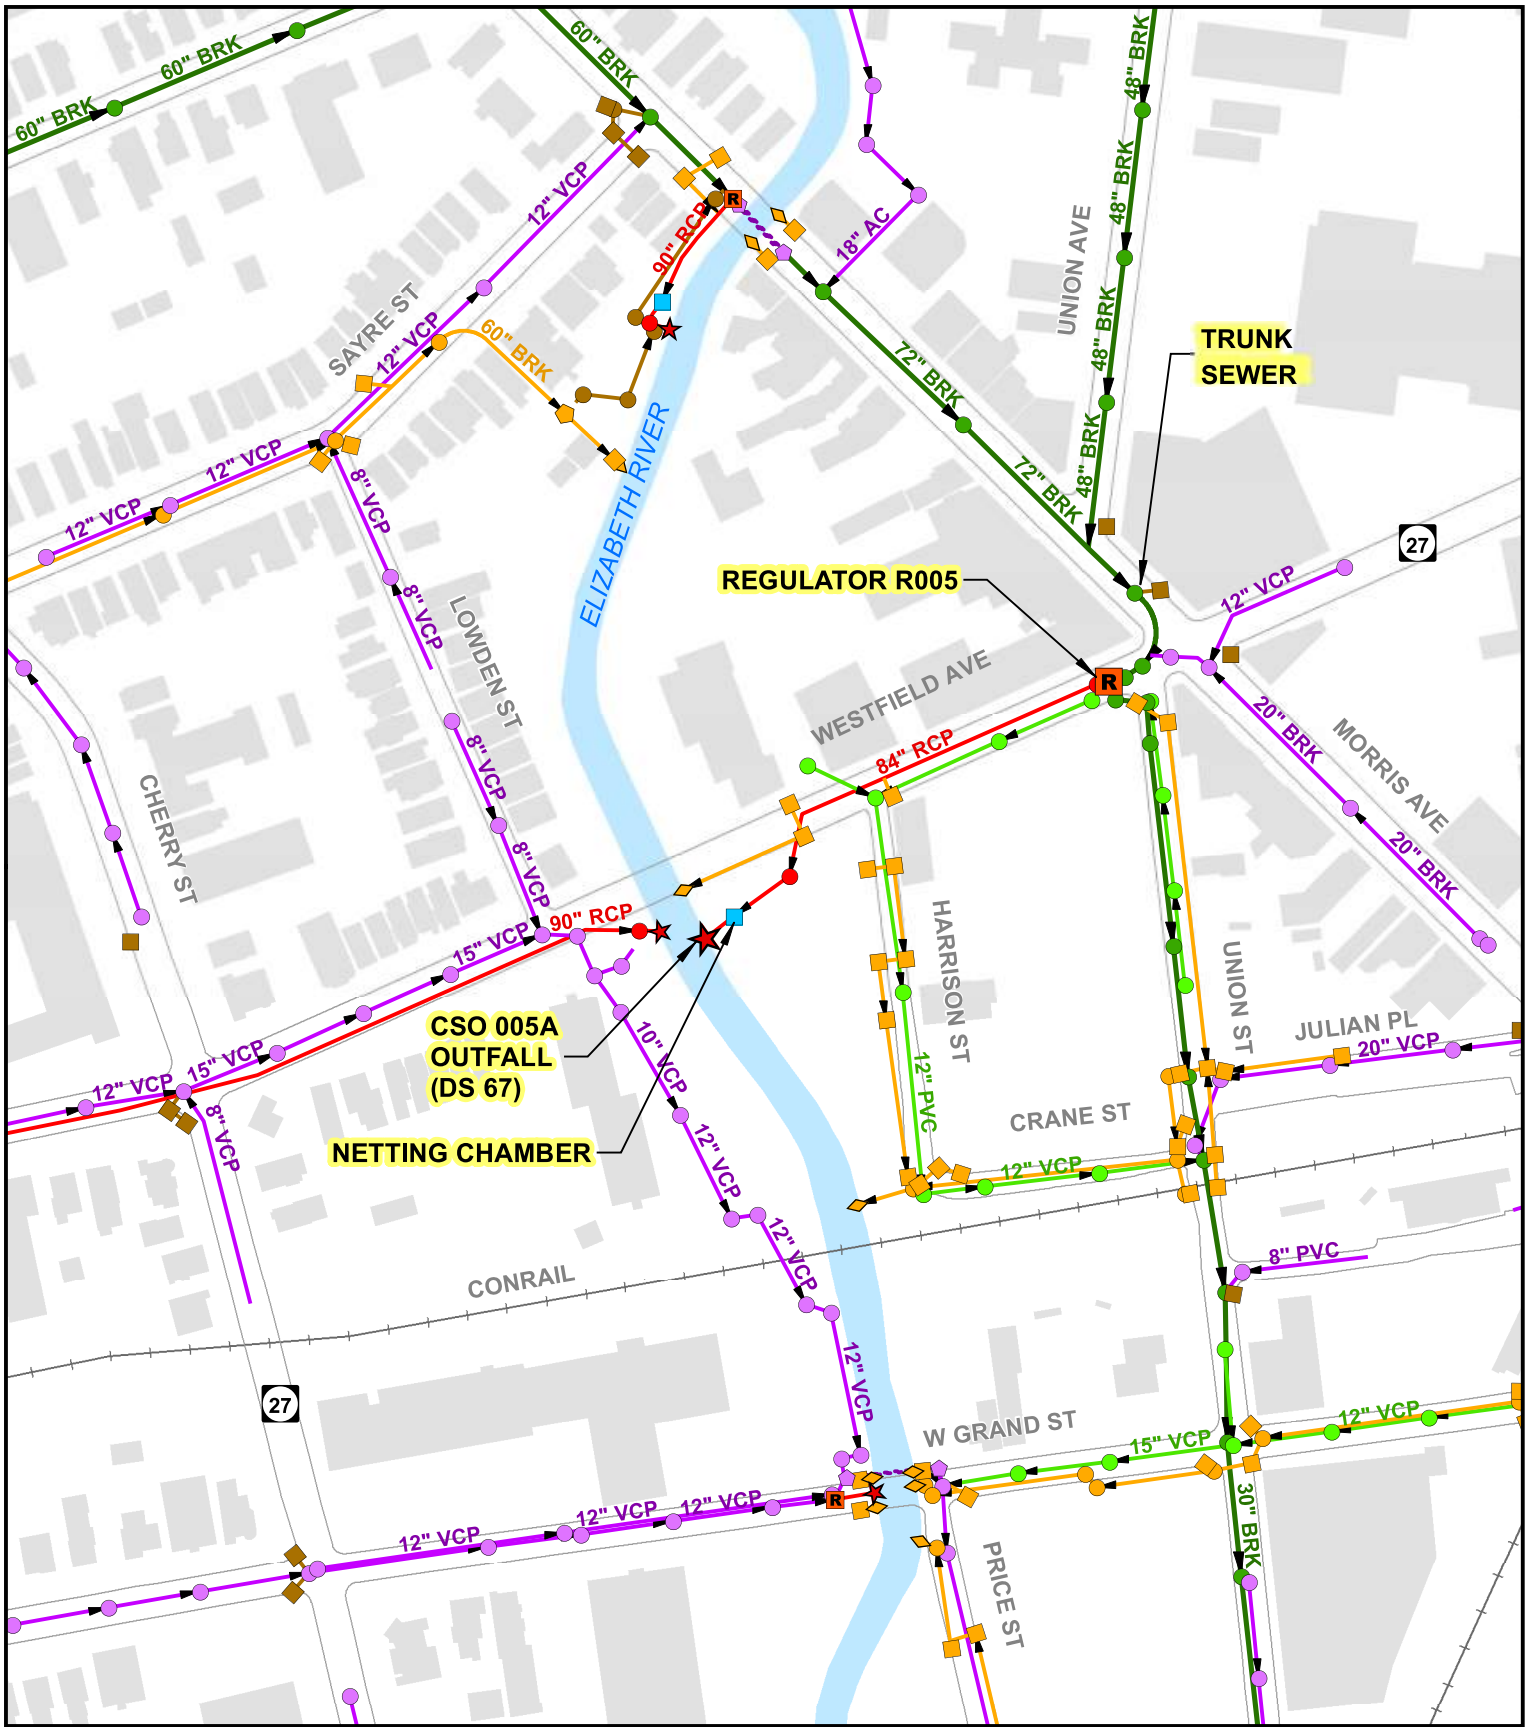 60" BRK
60" BRK
60" BRK
48" BRK
48" BRK
48" BRK
48" BRK
12" VCP
90" RCP
18" AC
UNION AVE
SAYRE ST
12" VCP
60" BRK
72" BRK
TRUNK
SEWER
72" BRK
ELIZABETH RIVER
12" VCP
12" VCP
8" VCP
8" VCP
27
REGULATOR R005
12" VCP
LOWDEN ST
WESTFIELD AVE
R
R
84" RCP
20" BRK
MORRIS AVE
20" BRK
CHERRY ST
8" VCP
8" VCP
90" RCP
15" VCP
HARRISON ST
UNION ST
CSO 005A
OUTFALL
(DS 67)
10" VCP
JULIAN PL
20" VCP
15" VCP
12" VCP
8" VCP
12" PVC
CRANE ST
NETTING CHAMBER
12" VCP
12" VCP
12" VCP
8" PVC
CONRAIL
12" VCP
27
W GRAND ST
15" VCP
12" VCP
R
12" VCP
12" VCP
12" VCP
30" BRK
PRICE ST